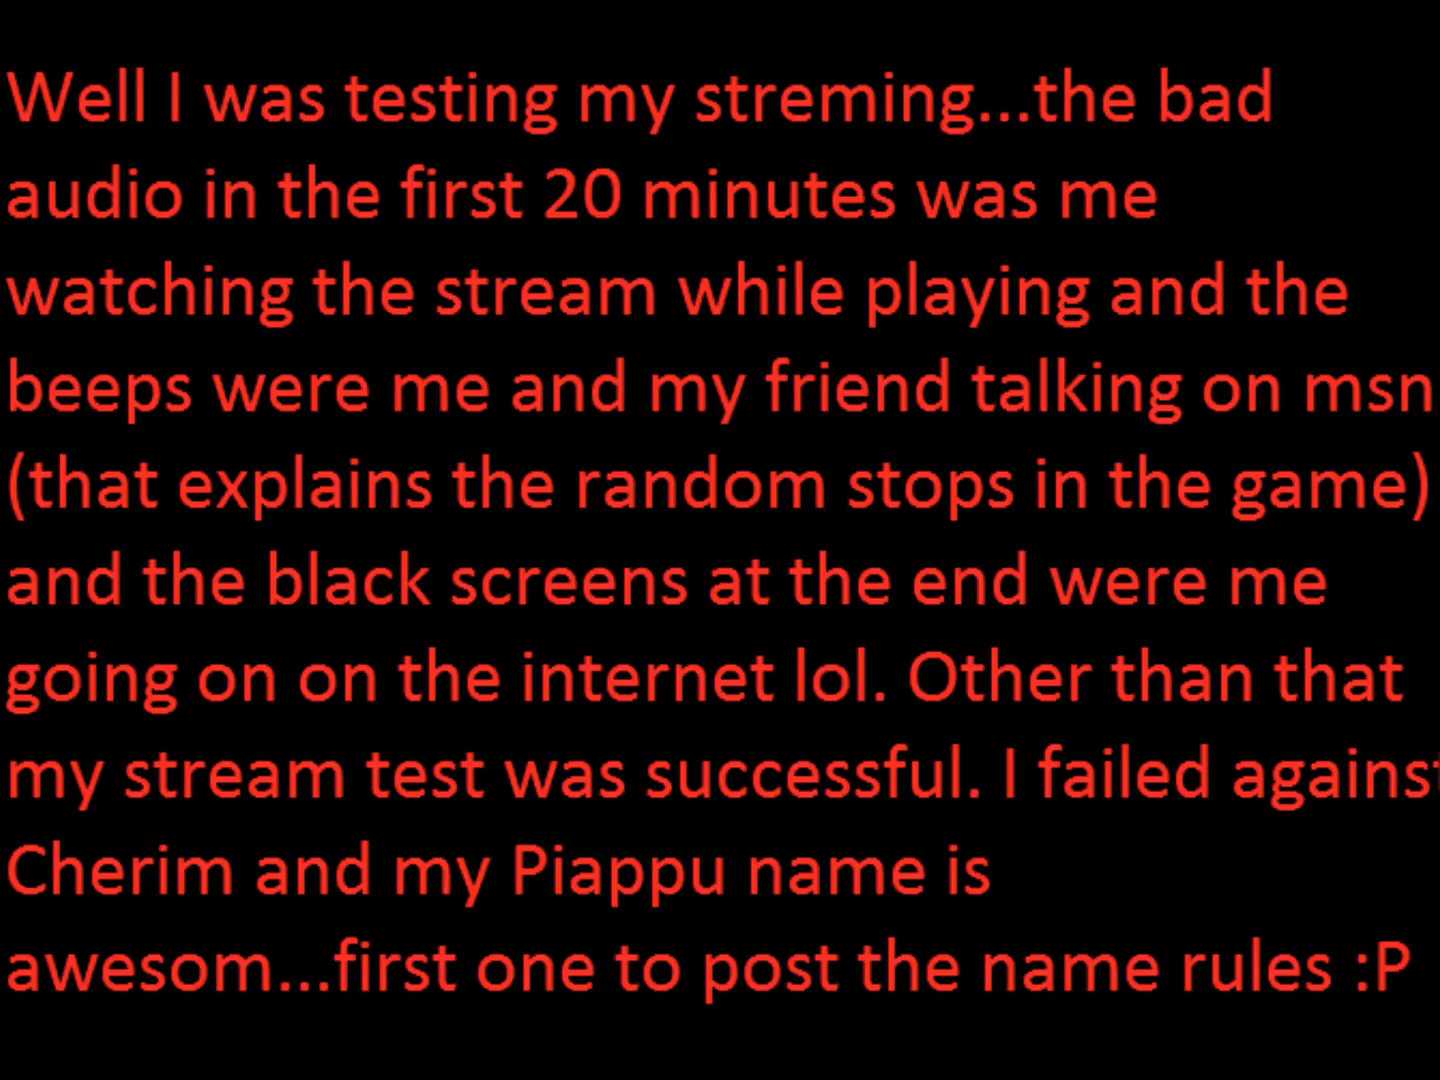 Well I was testing my streming...the bad
audio in the first 20 minutes was me
watching the stream while playing and the
beeps were me and my friend talking on msn
(that explains the random stops in the game)
and the black screens at the end were me
going on on the internet lol. Other than that
my stream test was successful. I failed against
Cherim and my Piappu name is
awesom...first one to post the name rules :P